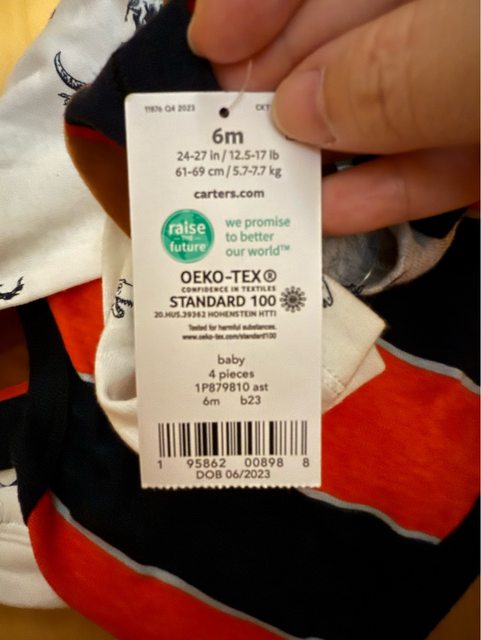 11876 Q4 2023 CKT
6m
24-27 in / 12.5-17 lb
61-69 cm / 5.7-7.7 kg
carters.com
raise
the
future
we promise
to better
our world™
OEKO-TEX®
CONFIDENCE IN TEXTILES
STANDARD 100
20.HUS.39362 HOHENSTEIN HTTI
Tested for harmful substances.
www.oeko-tex.com/standard100
baby
4 pieces
1P879810 ast
6m b23
1 95862 00898 8
DOB 06/2023